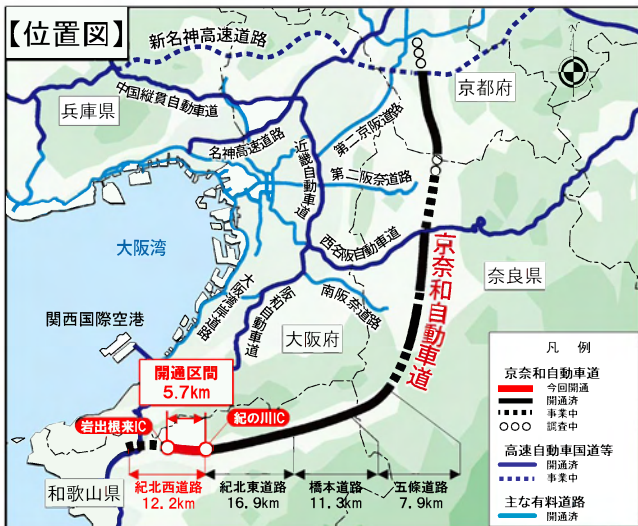 【位置図】
新名神高速道路
京都府
兵庫県
中国縦貫自動車道
名神高速道路
近畿自動車道
第二京阪道路
第二阪奈道路
西名阪自動車道
京奈和自動車道
奈良県
大阪湾
大阪湾岸道路
阪和自動車道
南阪奈道路
関西国際空港
大阪府
開通区間
5.7km
岩出根来IC
紀の川IC
和歌山県
紀北西道路
12.2km
紀北東道路
16.9km
橋本道路
11.3km
五條道路
7.9km
凡 例
京奈和自動車道
今回開通
開通済
事業中
調査中
高速自動車国道等
開通済
事業中
主な有料道路
開通済